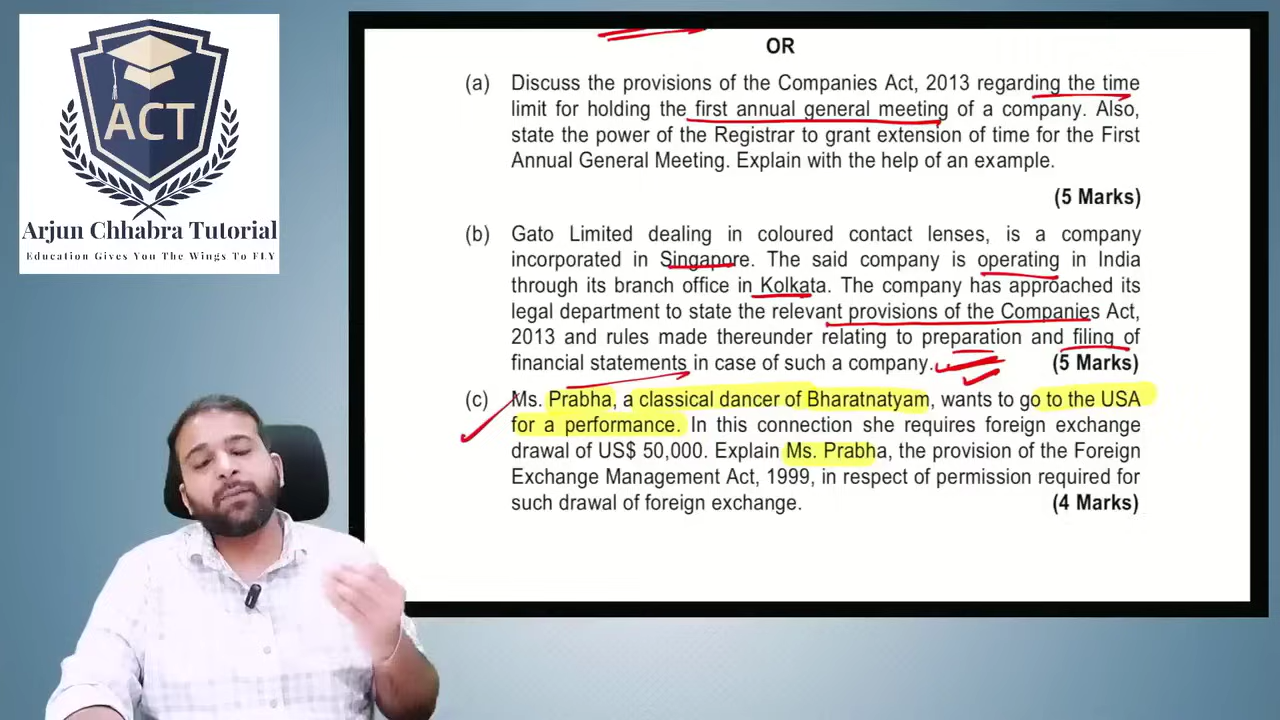 ACT
Arjun Chhabra Tutorial
Education Gives You The Wings To FLY
OR
(a) Discuss the provisions of the Companies Act, 2013 regarding the time
limit for holding the first annual general meeting of a company. Also,
state the power of the Registrar to grant extension of time for the First
Annual General Meeting. Explain with the help of an example.
(5 Marks)
(b) Gato Limited dealing in coloured contact lenses, is a company
incorporated in Singapore. The said company is operating in India
through its branch office in Kolkata. The company has approached its
legal department to state the relevant provisions of the Companies Act,
2013 and rules made thereunder relating to preparation and filing of
financial statements in case of such a company. (5 Marks)
(c) Ms. Prabha, a classical dancer of Bharatnatyam, wants to go to the USA
for a performance. In this connection she requires foreign exchange
drawal of US$ 50,000. Explain Ms. Prabha, the provision of the Foreign
Exchange Management Act, 1999, in respect of permission required for
such drawal of foreign exchange. (4 Marks)